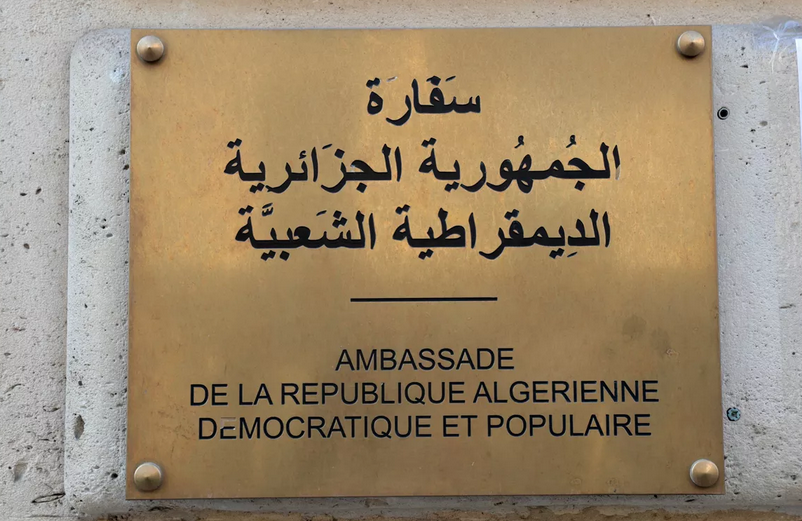 سَفَارَة
الجُمهُورية الجزَائرية
الدِيمقراطية الشَعبيَّة
AMBASSADE
DE LA REPUBLIQUE ALGERIENNE
DEMOCRATIQUE ET POPULAIRE